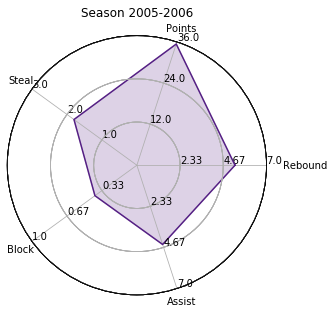 Season 2005-2006
Points
36.0
Steal
3.0
24.0
2.0
12.0
1.0
2.33
4.67
7.0
Rebound
0.33
2.33
0.67
4.67
1.0
Block
7.0
Assist